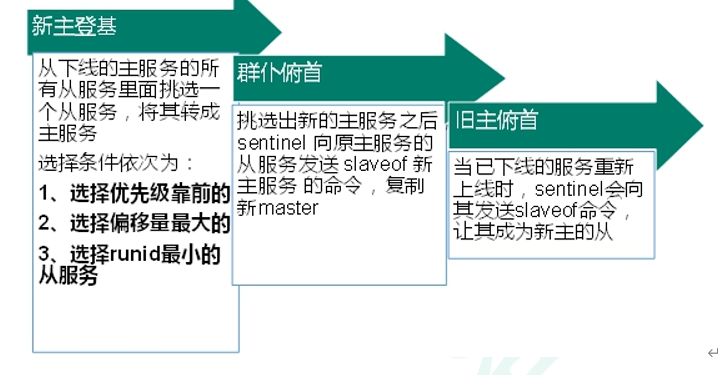 新主登基
从下线的主服务的所
有从服务里面挑选一
个从服务，将其转成
主服务
选择条件依次为：
1、选择优先级靠前的
2、选择偏移量最大的
3、选择runid最小的
从服务
群仆俯首
挑选出新的主服务之后，
sentinel 向原主服务的
从服务发送 slaveof 新
主服务 的命令，复制
新master
旧主俯首
当已下线的服务重新
上线时，sentinel会向
其发送slaveof命令，
让其成为新主的从